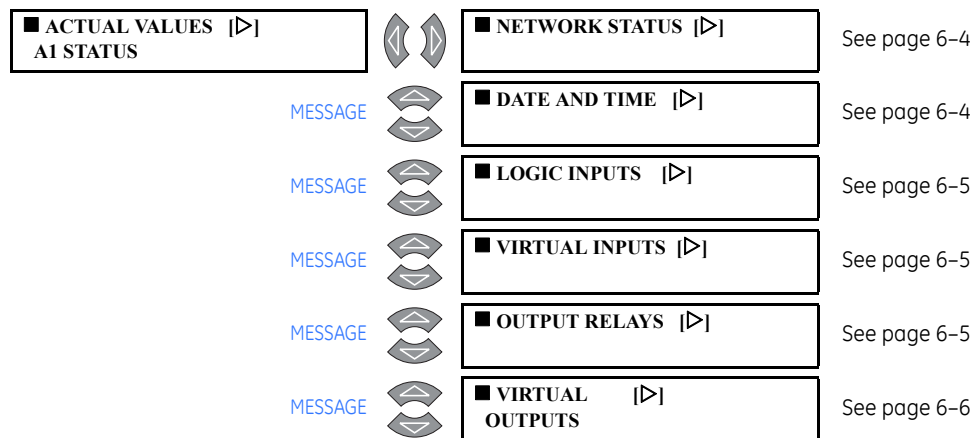 ■ ACTUAL VALUES [▷]
A1 STATUS
■ NETWORK STATUS [▷]
See page 6–4
MESSAGE
■ DATE AND TIME [▷]
See page 6–4
MESSAGE
■ LOGIC INPUTS [▷]
See page 6–5
MESSAGE
■ VIRTUAL INPUTS [▷]
See page 6–5
MESSAGE
■ OUTPUT RELAYS [▷]
See page 6–5
MESSAGE
■ VIRTUAL [▷]
OUTPUTS
See page 6–6